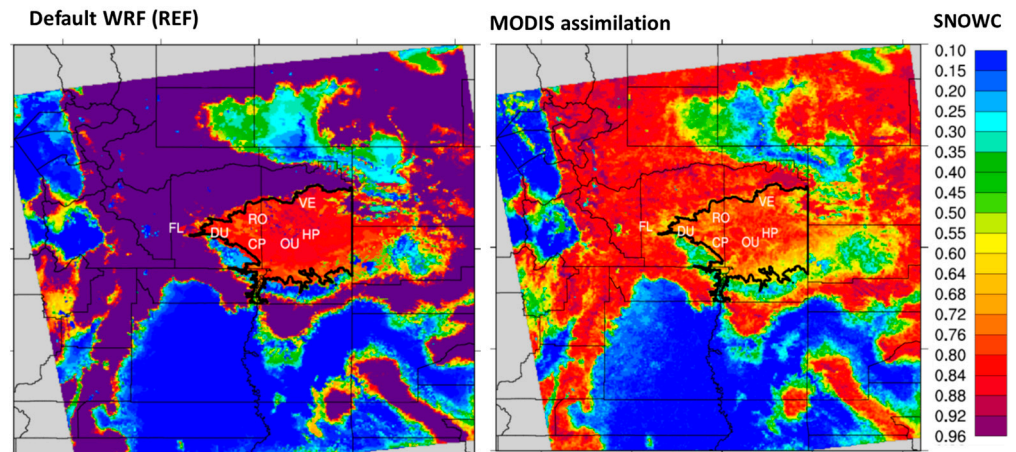 Default WRF (REF)
MODIS assimilation
SNOWC
VE
RO
FL
DU
CP
OU
HP
VE
RO
FL
DU
CP
OU
HP
0.10
0.15
0.20
0.25
0.30
0.35
0.40
0.45
0.50
0.55
0.60
0.64
0.68
0.72
0.76
0.80
0.84
0.88
0.92
0.96